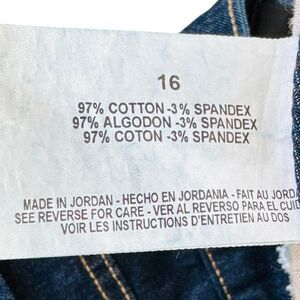 16
97% COTTON -3% SPANDEX
97% ALGODON -3% SPANDEX
97% COTON -3% SPANDEX
MADE IN JORDAN - HECHO EN JORDANIA - FAIT AU JORDA
SEE REVERSE FOR CARE - VER AL REVERSO PARA EL CUID
VOIR LES INSTRUCTIONS D'ENTRETIEN AU DOS